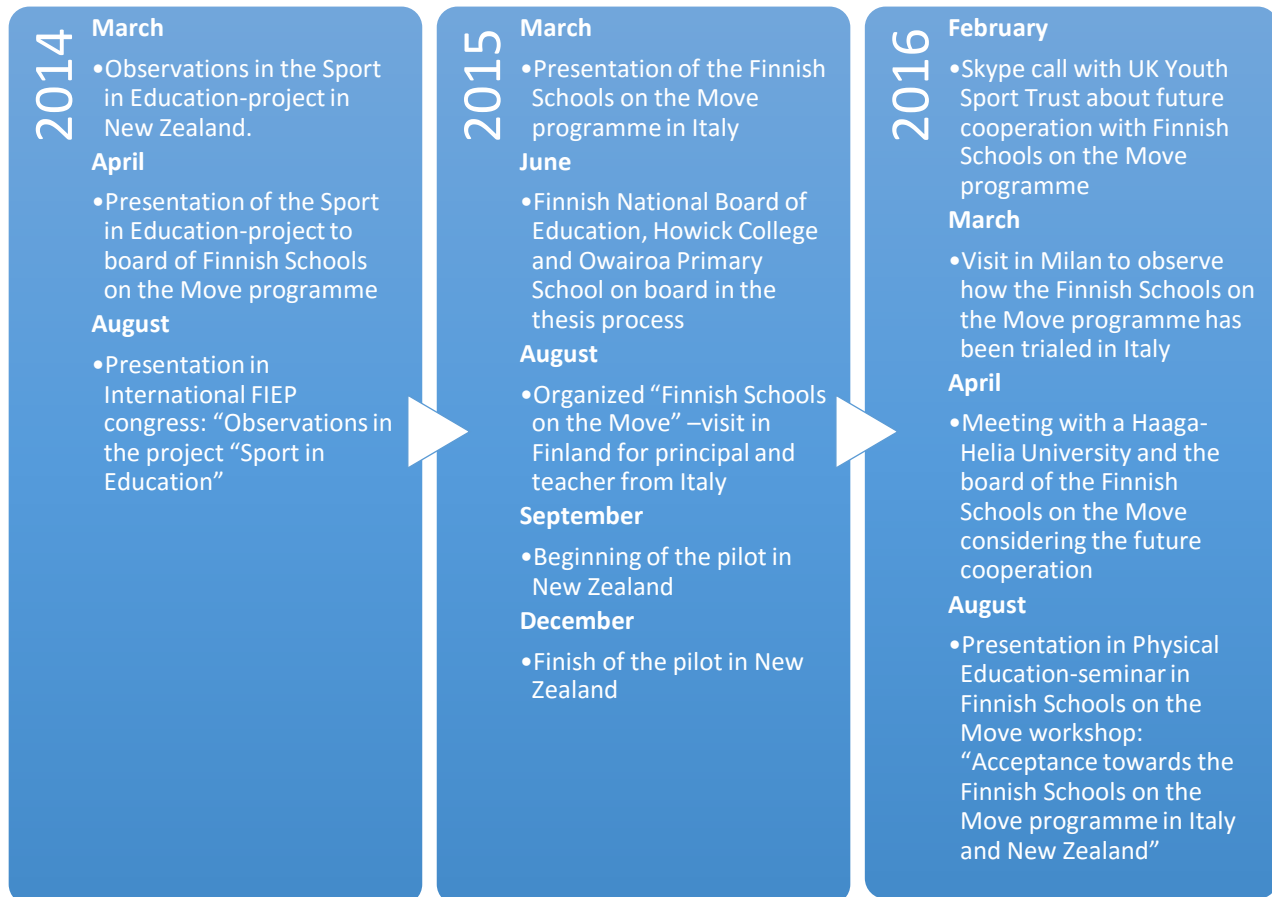 2014
March
•Observations in the Sport
in Education-project in
New Zealand.
April
•Presentation of the Sport
in Education-project to
board of Finnish Schools
on the Move programme
August
•Presentation in
International FIEP
congress: “Observations in
the project “Sport in
Education”
2015
March
•Presentation of the Finnish
Schools on the Move
programme in Italy
June
•Finnish National Board of
Education, Howick College
and Owairoa Primary
School on board in the
thesis process
August
•Organized “Finnish Schools
on the Move” –visit in
Finland for principal and
teacher from Italy
September
•Beginning of the pilot in
New Zealand
December
•Finish of the pilot in New
Zealand
2016
February
•Skype call with UK Youth
Sport Trust about future
cooperation with Finnish
Schools on the Move
programme
March
•Visit in Milan to observe
how the Finnish Schools on
the Move programme has
been trialed in Italy
April
•Meeting with a Haaga-
Helia University and the
board of the Finnish
Schools on the Move
considering the future
cooperation
August
•Presentation in Physical
Education-seminar in
Finnish Schools on the
Move workshop:
“Acceptance towards the
Finnish Schools on the
Move programme in Italy
and New Zealand”